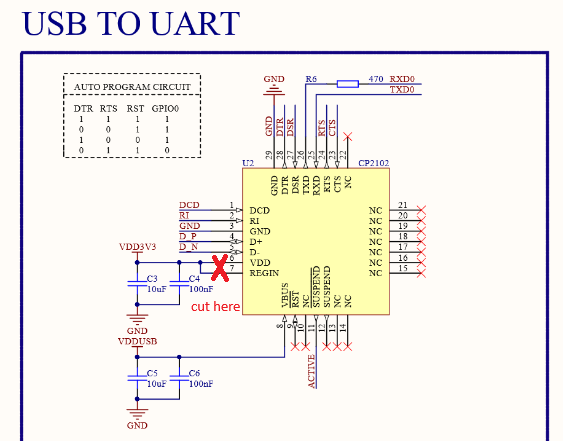 USB TO UART
AUTO PROGRAM CIRCUIT
DTR RTS RST GPIO0
1 1 1 1
0 0 1 1
1 0 0 1
0 1 1 0
GND
R6 470 RXD0
TXD0
GND DTR DSR RTS CTS
29 28 27 26 25 24 23 22
U2 CP2102
GND DTR DSR TXD RXD RTS CTS NC
DCD 1 DCD NC 21
RI 2 RI NC 20
GND 3 GND NC 19
D_P 4 D+ NC 18
D_N 5 D- NC 17
VDD3V3 6 VDD NC 16
7 REGIN NC 15
C3 C4
10uF 100nF
cut here
VBUS RST NC SUSPEND SUSPEND NC NC
8 9 10 11 12 13 14
GND
VDDUSB
ACTIVE
C5 C6
10uF 100nF
GND